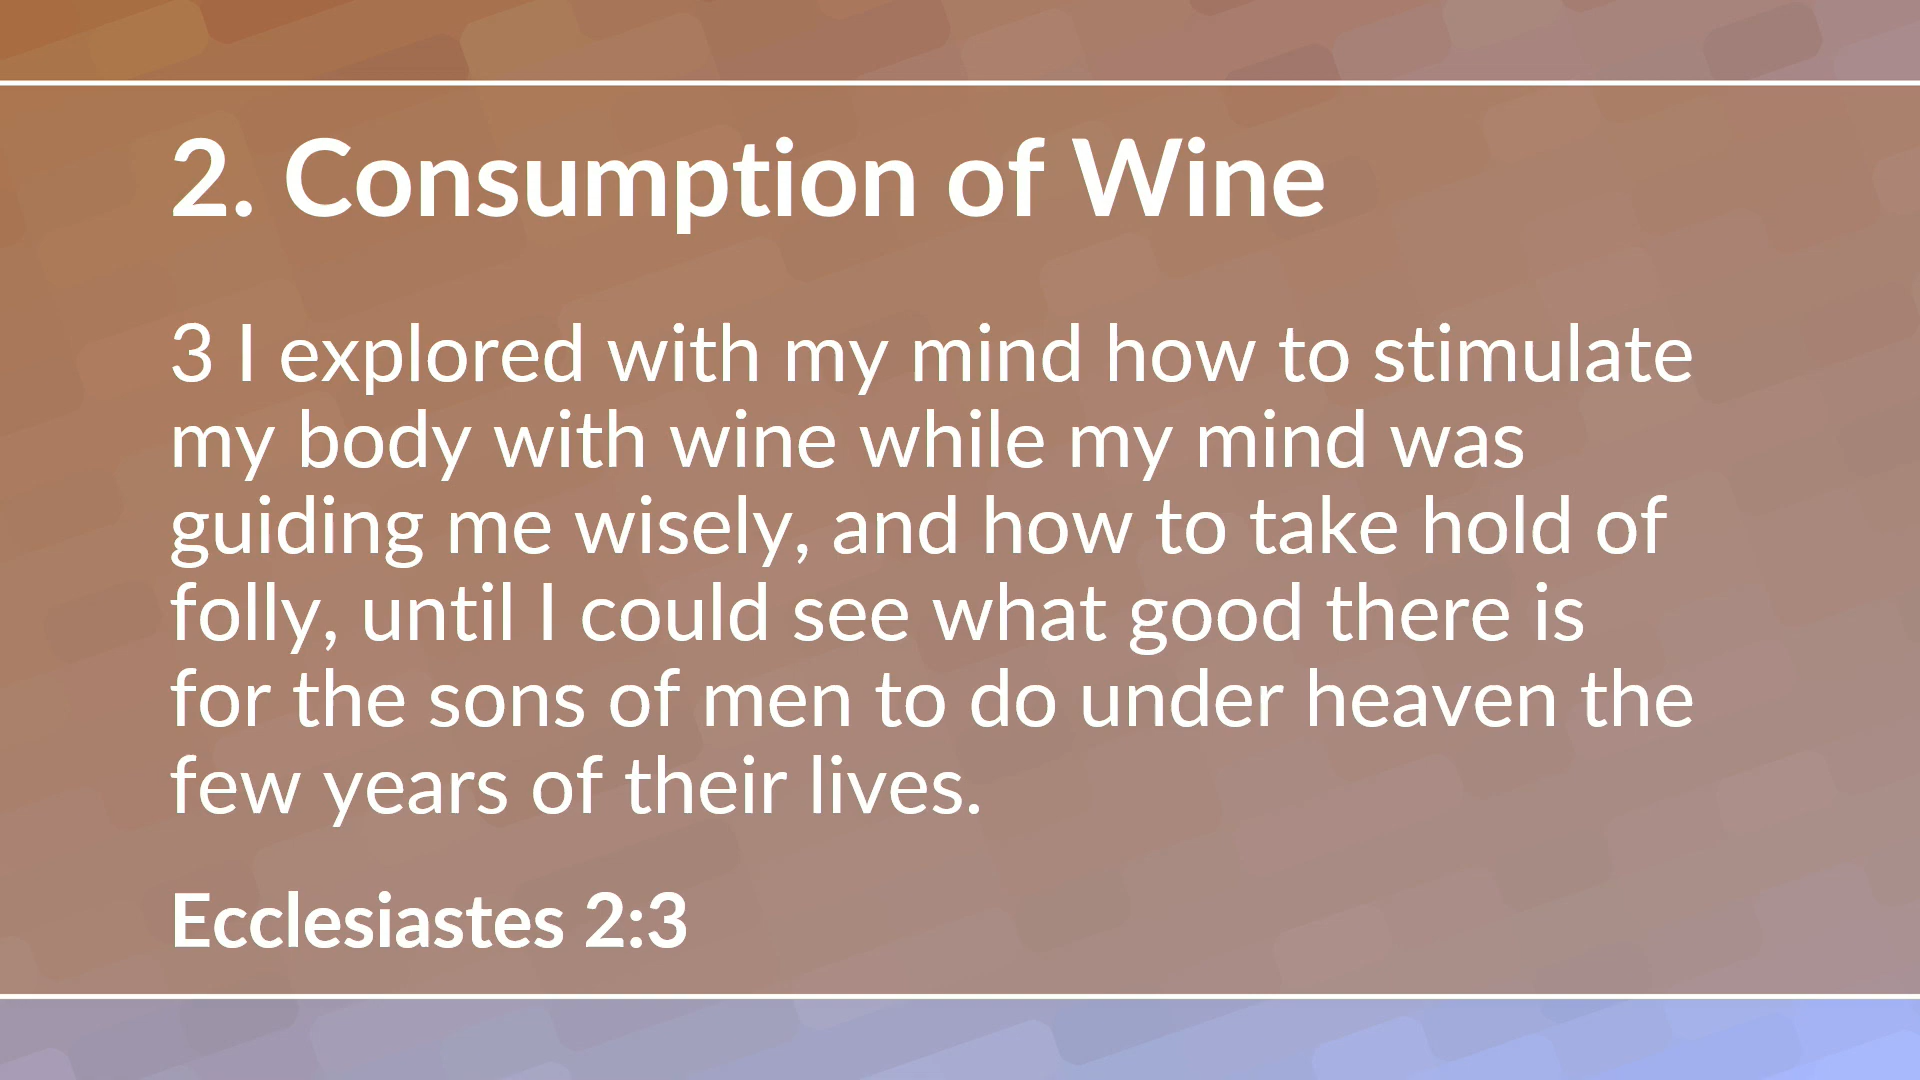 2. Consumption of Wine
3 I explored with my mind how to stimulate
my body with wine while my mind was
guiding me wisely, and how to take hold of
folly, until I could see what good there is
for the sons of men to do under heaven the
few years of their lives.
Ecclesiastes 2:3